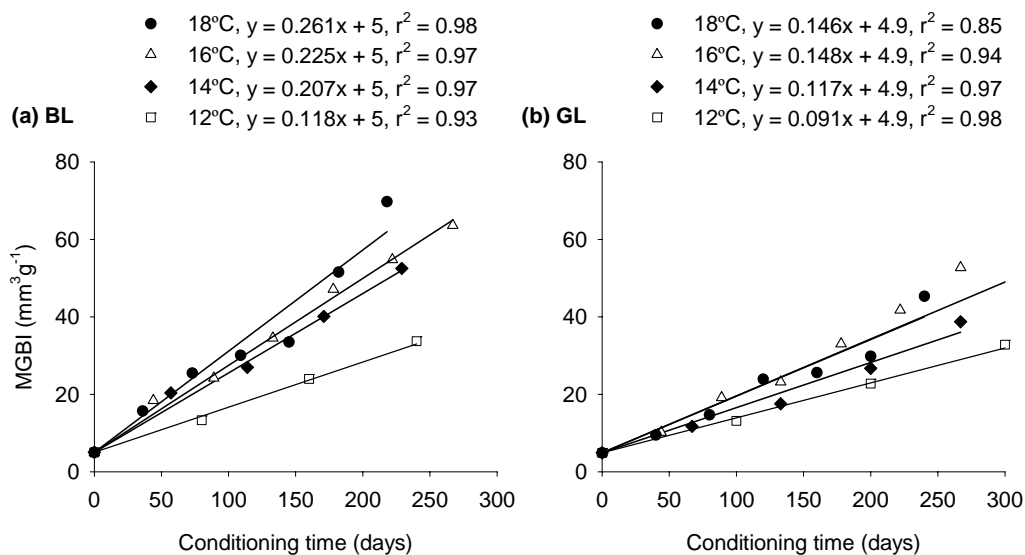 18ºC, y = 0.261x + 5, r² = 0.98
16ºC, y = 0.225x + 5, r² = 0.97
14ºC, y = 0.207x + 5, r² = 0.97
(a) BL
12ºC, y = 0.118x + 5, r² = 0.93
18ºC, y = 0.146x + 4.9, r² = 0.85
16ºC, y = 0.148x + 4.9, r² = 0.94
14ºC, y = 0.117x + 4.9, r² = 0.97
(b) GL
12ºC, y = 0.091x + 4.9, r² = 0.98
MGBI (mm³g⁻¹)
80
60
40
20
0
0 50 100 150 200 250 300
Conditioning time (days)
80
60
40
20
0
0 50 100 150 200 250 300
Conditioning time (days)